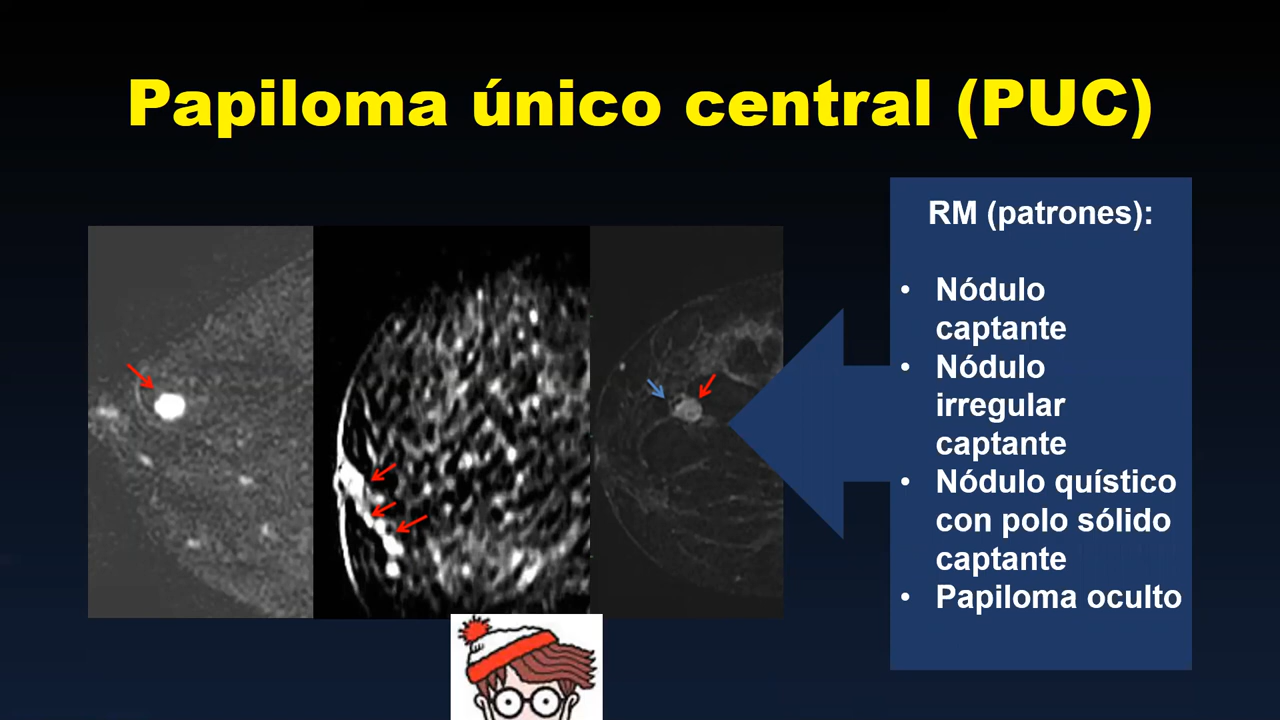 Papiloma único central (PUC)
RM (patrones):
• Nódulo
captante
• Nódulo
irregular
captante
• Nódulo quístico
con polo sólido
captante
• Papiloma oculto